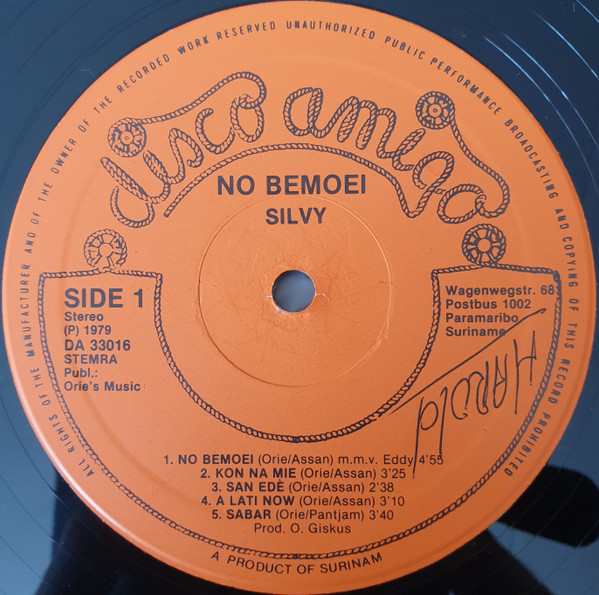 ALL RIGHTS OF THE MANUFACTURER AND OF THE OWNER OF THE RECORDED WORK RESERVED UNAUTHORIZED PUBLIC PERFORMANCE BROADCASTING AND COPYING OF THIS RECORD PROHIBITED
disco amigo
NO BEMOEI
SILVY
SIDE 1
Stereo
(P) 1979
DA 33016
STEMRA
Publ.:
Orie's Music
Wagenwegstr. 68
Postbus 1002
Paramaribo
Suriname
HAROLD
1. NO BEMOEI (Orie/Assan) m.m.v. Eddy 4'55
2. KON NA MIE (Orie/Assan) 3'25
3. SAN EDÈ (Orie/Assan) 2'38
4. A LATI NOW (Orie/Assan) 3'10
5. SABAR (Orie/Pantjam) 3'40
Prod. O. Giskus
A PRODUCT OF SURINAM